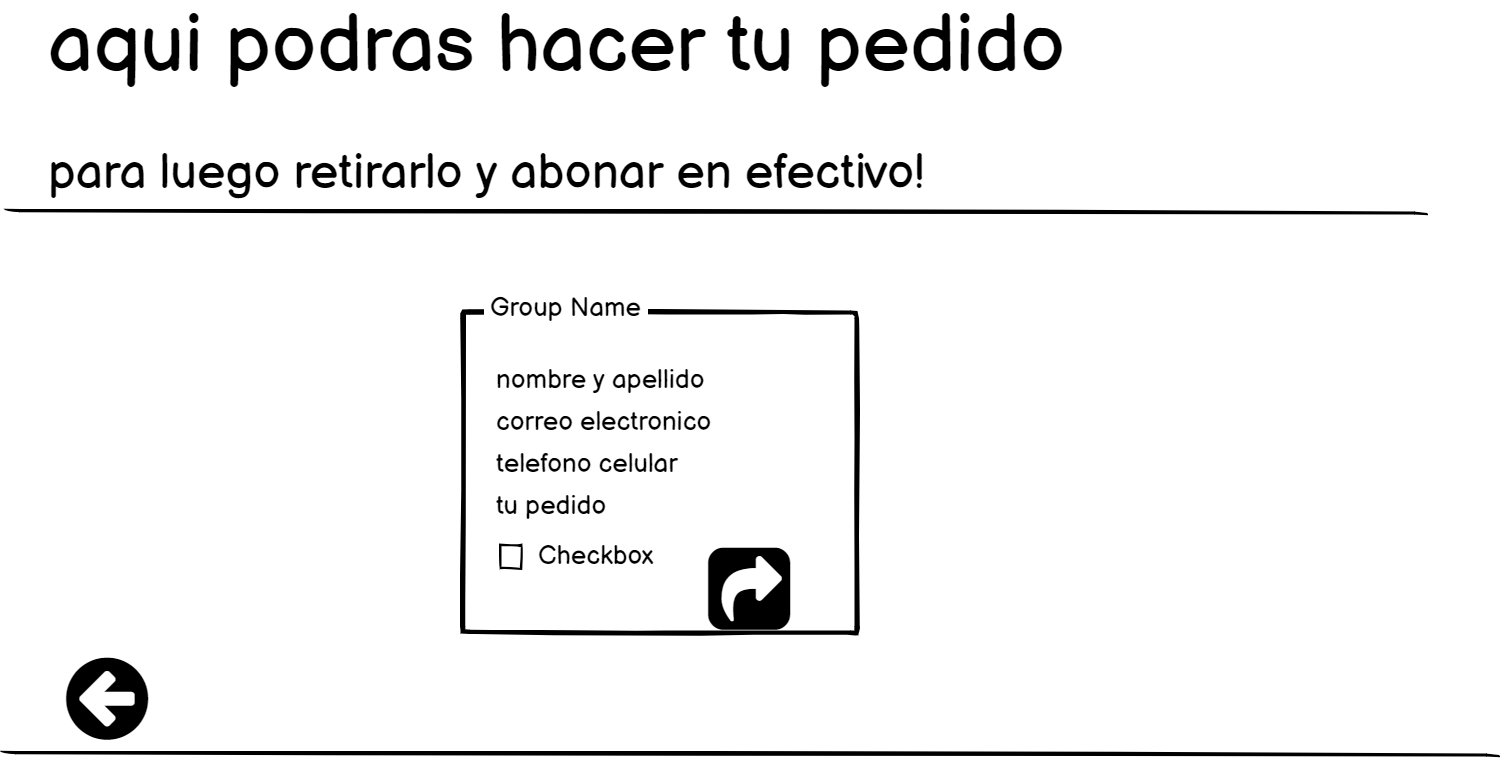 aqui podras hacer tu pedido
para luego retirarlo y abonar en efectivo!
Group Name
nombre y apellido
correo electronico
telefono celular
tu pedido
Checkbox